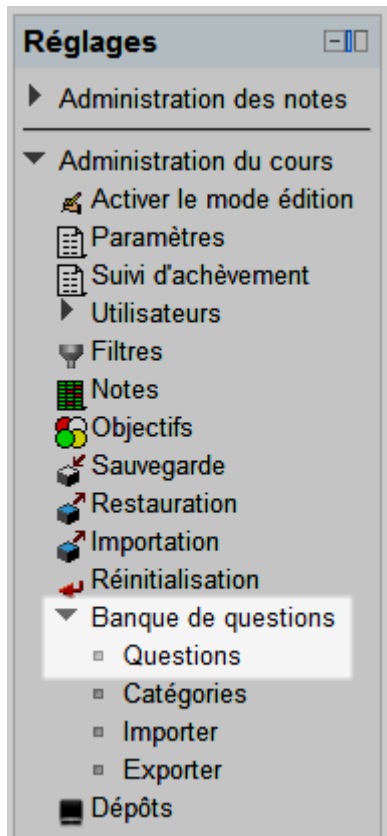 Réglages
Administration des notes
Administration du cours
Activer le mode édition
Paramètres
Suivi d'achèvement
Utilisateurs
Filtres
Notes
Objectifs
Sauvegarde
Restauration
Importation
Réinitialisation
Banque de questions
Questions
Catégories
Importer
Exporter
Dépôts